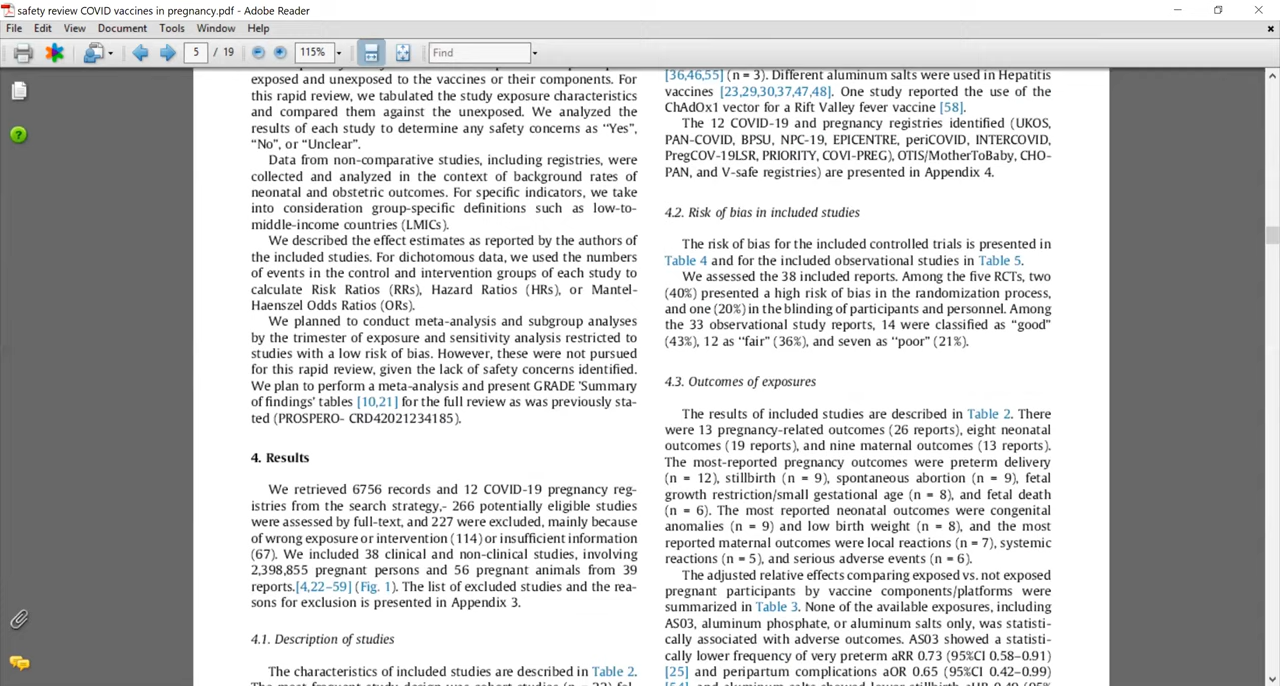 safety review COVID vaccines in pregnancy.pdf - Adobe Reader
File Edit View Document Tools Window Help
5 / 19 115% Find
exposed and unexposed to the vaccines or their components. For
this rapid review, we tabulated the study exposure characteristics
and compared them against the unexposed. We analyzed the
results of each study to determine any safety concerns as “Yes”,
“No”, or “Unclear”.
Data from non-comparative studies, including registries, were
collected and analyzed in the context of background rates of
neonatal and obstetric outcomes. For specific indicators, we take
into consideration group-specific definitions such as low-to-
middle-income countries (LMICs).
We described the effect estimates as reported by the authors of
the included studies. For dichotomous data, we used the numbers
of events in the control and intervention groups of each study to
calculate Risk Ratios (RRs), Hazard Ratios (HRs), or Mantel-
Haenszel Odds Ratios (ORs).
We planned to conduct meta-analysis and subgroup analyses
by the trimester of exposure and sensitivity analysis restricted to
studies with a low risk of bias. However, these were not pursued
for this rapid review, given the lack of safety concerns identified.
We plan to perform a meta-analysis and present GRADE 'Summary
of findings' tables [10,21] for the full review as was previously sta-
ted (PROSPERO- CRD42021234185).
4. Results
We retrieved 6756 records and 12 COVID-19 pregnancy reg-
istries from the search strategy,- 266 potentially eligible studies
were assessed by full-text, and 227 were excluded, mainly because
of wrong exposure or intervention (114) or insufficient information
(67). We included 38 clinical and non-clinical studies, involving
2,398,855 pregnant persons and 56 pregnant animals from 39
reports.[4,22–59] (Fig. 1). The list of excluded studies and the rea-
sons for exclusion is presented in Appendix 3.
4.1. Description of studies
The characteristics of included studies are described in Table 2.
[36,46,55] (n = 3). Different aluminum salts were used in Hepatitis
vaccines [23,29,30,37,47,48]. One study reported the use of the
ChAdOx1 vector for a Rift Valley fever vaccine [58].
The 12 COVID-19 and pregnancy registries identified (UKOS,
PAN-COVID, BPSU, NPC-19, EPICENTRE, periCOVID, INTERCOVID,
PregCOV-19LSR, PRIORITY, COVI-PREG), OTIS/MotherToBaby, CHO-
PAN, and V-safe registries) are presented in Appendix 4.
4.2. Risk of bias in included studies
The risk of bias for the included controlled trials is presented in
Table 4 and for the included observational studies in Table 5.
We assessed the 38 included reports. Among the five RCTs, two
(40%) presented a high risk of bias in the randomization process,
and one (20%) in the blinding of participants and personnel. Among
the 33 observational study reports, 14 were classified as “good”
(43%), 12 as “fair” (36%), and seven as “poor” (21%).
4.3. Outcomes of exposures
The results of included studies are described in Table 2. There
were 13 pregnancy-related outcomes (26 reports), eight neonatal
outcomes (19 reports), and nine maternal outcomes (13 reports).
The most-reported pregnancy outcomes were preterm delivery
(n = 12), stillbirth (n = 9), spontaneous abortion (n = 9), fetal
growth restriction/small gestational age (n = 8), and fetal death
(n = 6). The most reported neonatal outcomes were congenital
anomalies (n = 9) and low birth weight (n = 8), and the most
reported maternal outcomes were local reactions (n = 7), systemic
reactions (n = 5), and serious adverse events (n = 6).
The adjusted relative effects comparing exposed vs. not exposed
pregnant participants by vaccine components/platforms were
summarized in Table 3. None of the available exposures, including
AS03, aluminum phosphate, or aluminum salts only, was statisti-
cally associated with adverse outcomes. AS03 showed a statisti-
cally lower frequency of very preterm aRR 0.73 (95%CI 0.58–0.91)
[25] and peripartum complications aOR 0.65 (95%CI 0.42–0.99)